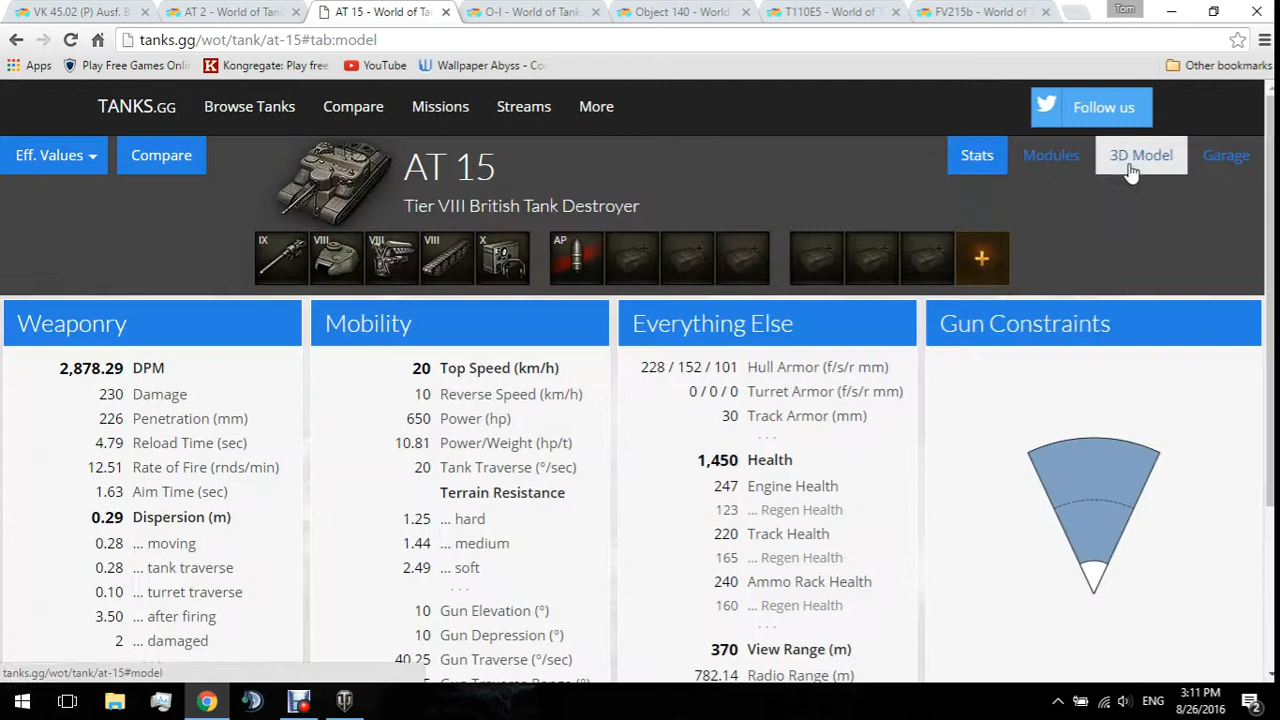 VK 45.02 (P) Ausf. B
AT 2 - World of Tank
AT 15 - World of Tan
O-I - World of Tank
Object 140 - World
T110E5 - World of T
FV215b - World of T
Tom
tanks.gg/wot/tank/at-15#tab:model
Apps
Play Free Games Onli
Kongregate: Play free
YouTube
Wallpaper Abyss - Co
Other bookmarks
TANKS.GG
Browse Tanks
Compare
Missions
Streams
More
Follow us
Eff. Values
Compare
AT 15
Tier VIII British Tank Destroyer
Stats
Modules
3D Model
Garage
IX
VIII
VIII
VIII
X
AP
+
Weaponry
2,878.29 DPM
230 Damage
226 Penetration (mm)
4.79 Reload Time (sec)
12.51 Rate of Fire (rnds/min)
1.63 Aim Time (sec)
0.29 Dispersion (m)
0.28 ... moving
0.28 ... tank traverse
0.10 ... turret traverse
3.50 ... after firing
2 ... damaged
Mobility
20 Top Speed (km/h)
10 Reverse Speed (km/h)
650 Power (hp)
10.81 Power/Weight (hp/t)
20 Tank Traverse (°/sec)
Terrain Resistance
1.25 ... hard
1.44 ... medium
2.49 ... soft
. . .
10 Gun Elevation (°)
10 Gun Depression (°)
40.25 Gun Traverse (°/sec)
Everything Else
228 / 152 / 101 Hull Armor (f/s/r mm)
0 / 0 / 0 Turret Armor (f/s/r mm)
30 Track Armor (mm)
. . .
1,450 Health
247 Engine Health
123 ... Regen Health
220 Track Health
165 ... Regen Health
240 Ammo Rack Health
160 ... Regen Health
. . .
370 View Range (m)
782.14 Radio Range (m)
Gun Constraints
tanks.gg/wot/tank/at-15#model
ENG
3:11 PM
8/26/2016
2